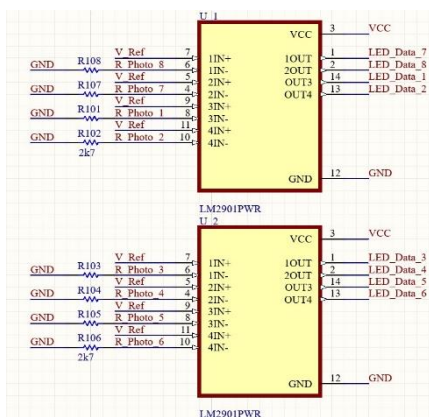 U_1
VCC 3 VCC
V_Ref 7 1IN+ 1OUT 1 LED_Data_7
GND R108 R_Photo_8 6 1IN- 2OUT 2 LED_Data_8
V_Ref 5 2IN+ OUT3 14 LED_Data_1
GND R107 R_Photo_7 4 2IN- OUT4 13 LED_Data_2
V_Ref 9 3IN+
GND R101 R_Photo_1 8 3IN-
V_Ref 11 4IN+
GND R102 R_Photo_2 10 4IN-
2k7
GND 12 GND
LM2901PWR
U_2
VCC 3 VCC
V_Ref 7 1IN+ 1OUT 1 LED_Data_3
GND R103 R_Photo_3 6 1IN- 2OUT 2 LED_Data_4
V_Ref 5 2IN+ OUT3 14 LED_Data_5
GND R104 R_Photo_4 4 2IN- OUT4 13 LED_Data_6
V_Ref 9 3IN+
GND R105 R_Photo_5 8 3IN-
V_Ref 11 4IN+
GND R106 R_Photo_6 10 4IN-
2k7
GND 12 GND
LM2901PWR